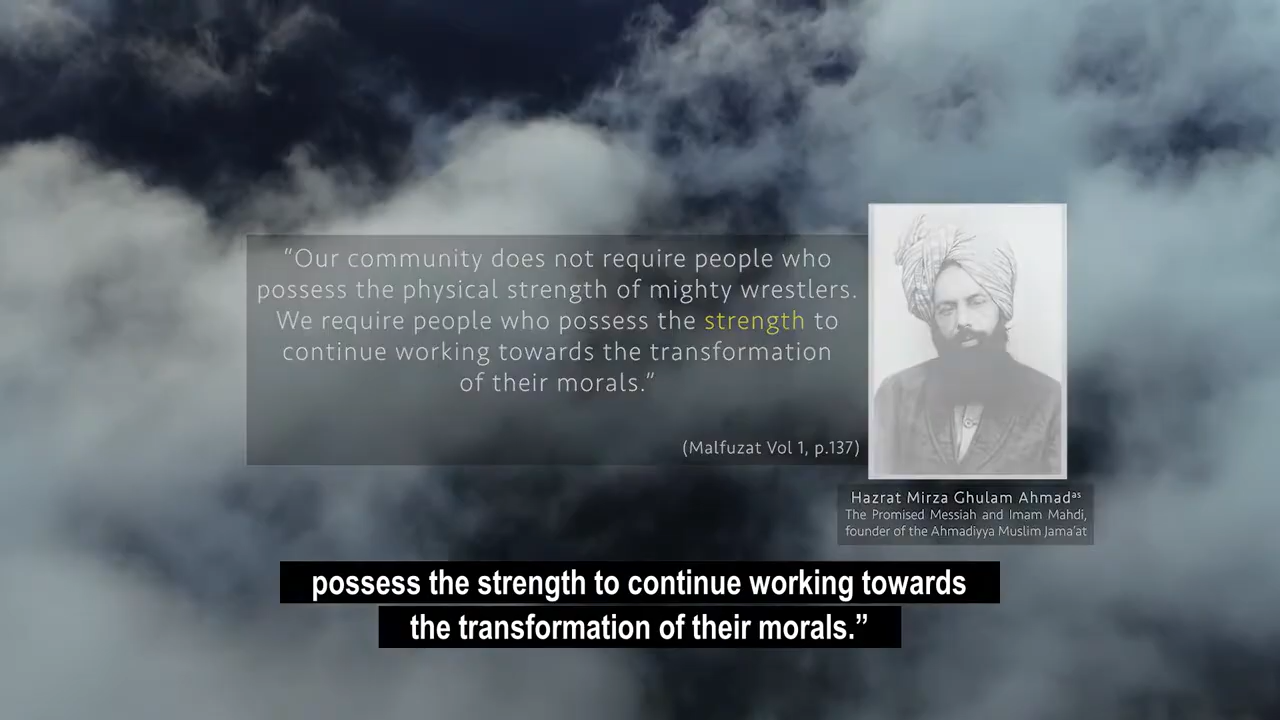 “Our community does not require people who
possess the physical strength of mighty wrestlers.
We require people who possess the strength to
continue working towards the transformation
of their morals.”
(Malfuzat Vol 1, p.137)
Hazrat Mirza Ghulam Ahmadᵃˢ
The Promised Messiah and Imam Mahdi,
founder of the Ahmadiyya Muslim Jama’at
possess the strength to continue working towards
the transformation of their morals.”